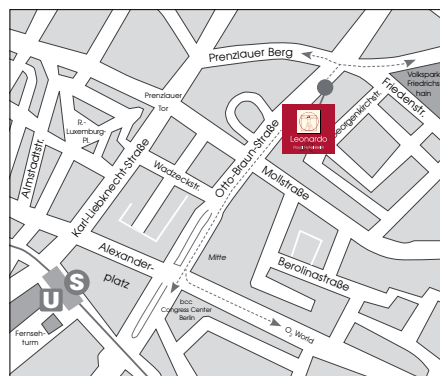 Prenzlauer Berg
Volkspark
Friedrichs
hain
Prenzlauer
Tor
Friedenstr.
Georgenkirchstr.
R.-
Luxemburg-
Pl.
Leonardo
Almstadtstr.
Karl-Liebknecht-Straße
Wadzeckstr.
Otto-Braun-Straße
Mollstraße
Alexander-
platz
Mitte
Berolinastraße
S
U
bcc
Congress Center
Berlin
Fernseh-
turm
O₂ World